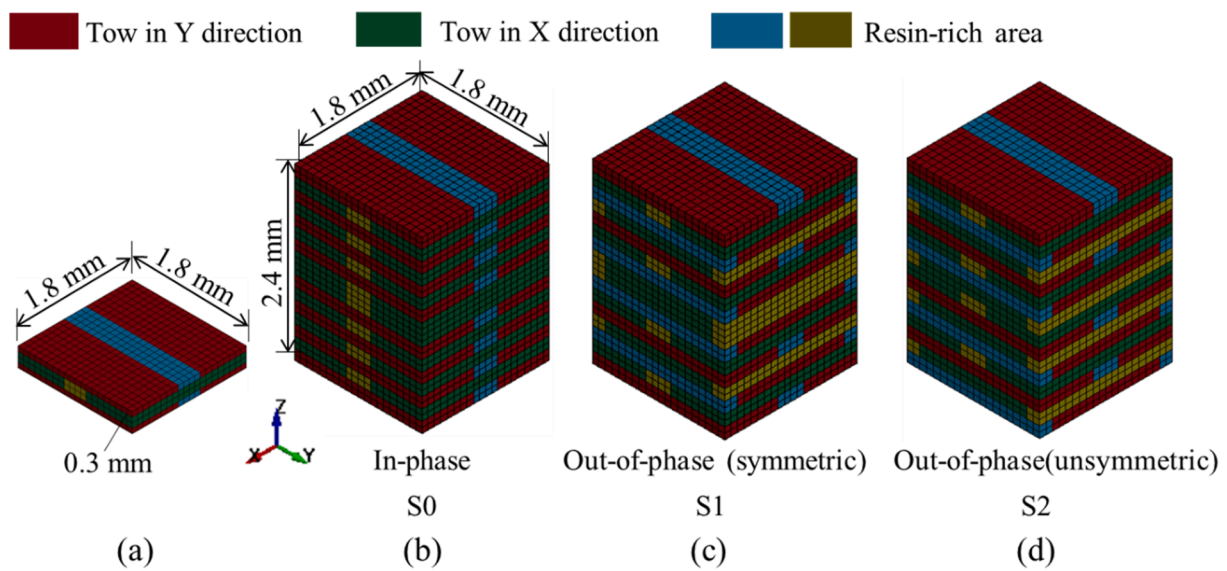 Tow in Y direction Tow in X direction Resin-rich area
1.8 mm 1.8 mm
2.4 mm
1.8 mm 1.8 mm
0.3 mm
Z
X Y
In-phase Out-of-phase (symmetric) Out-of-phase(unsymmetric)
S0 S1 S2
(a) (b) (c) (d)